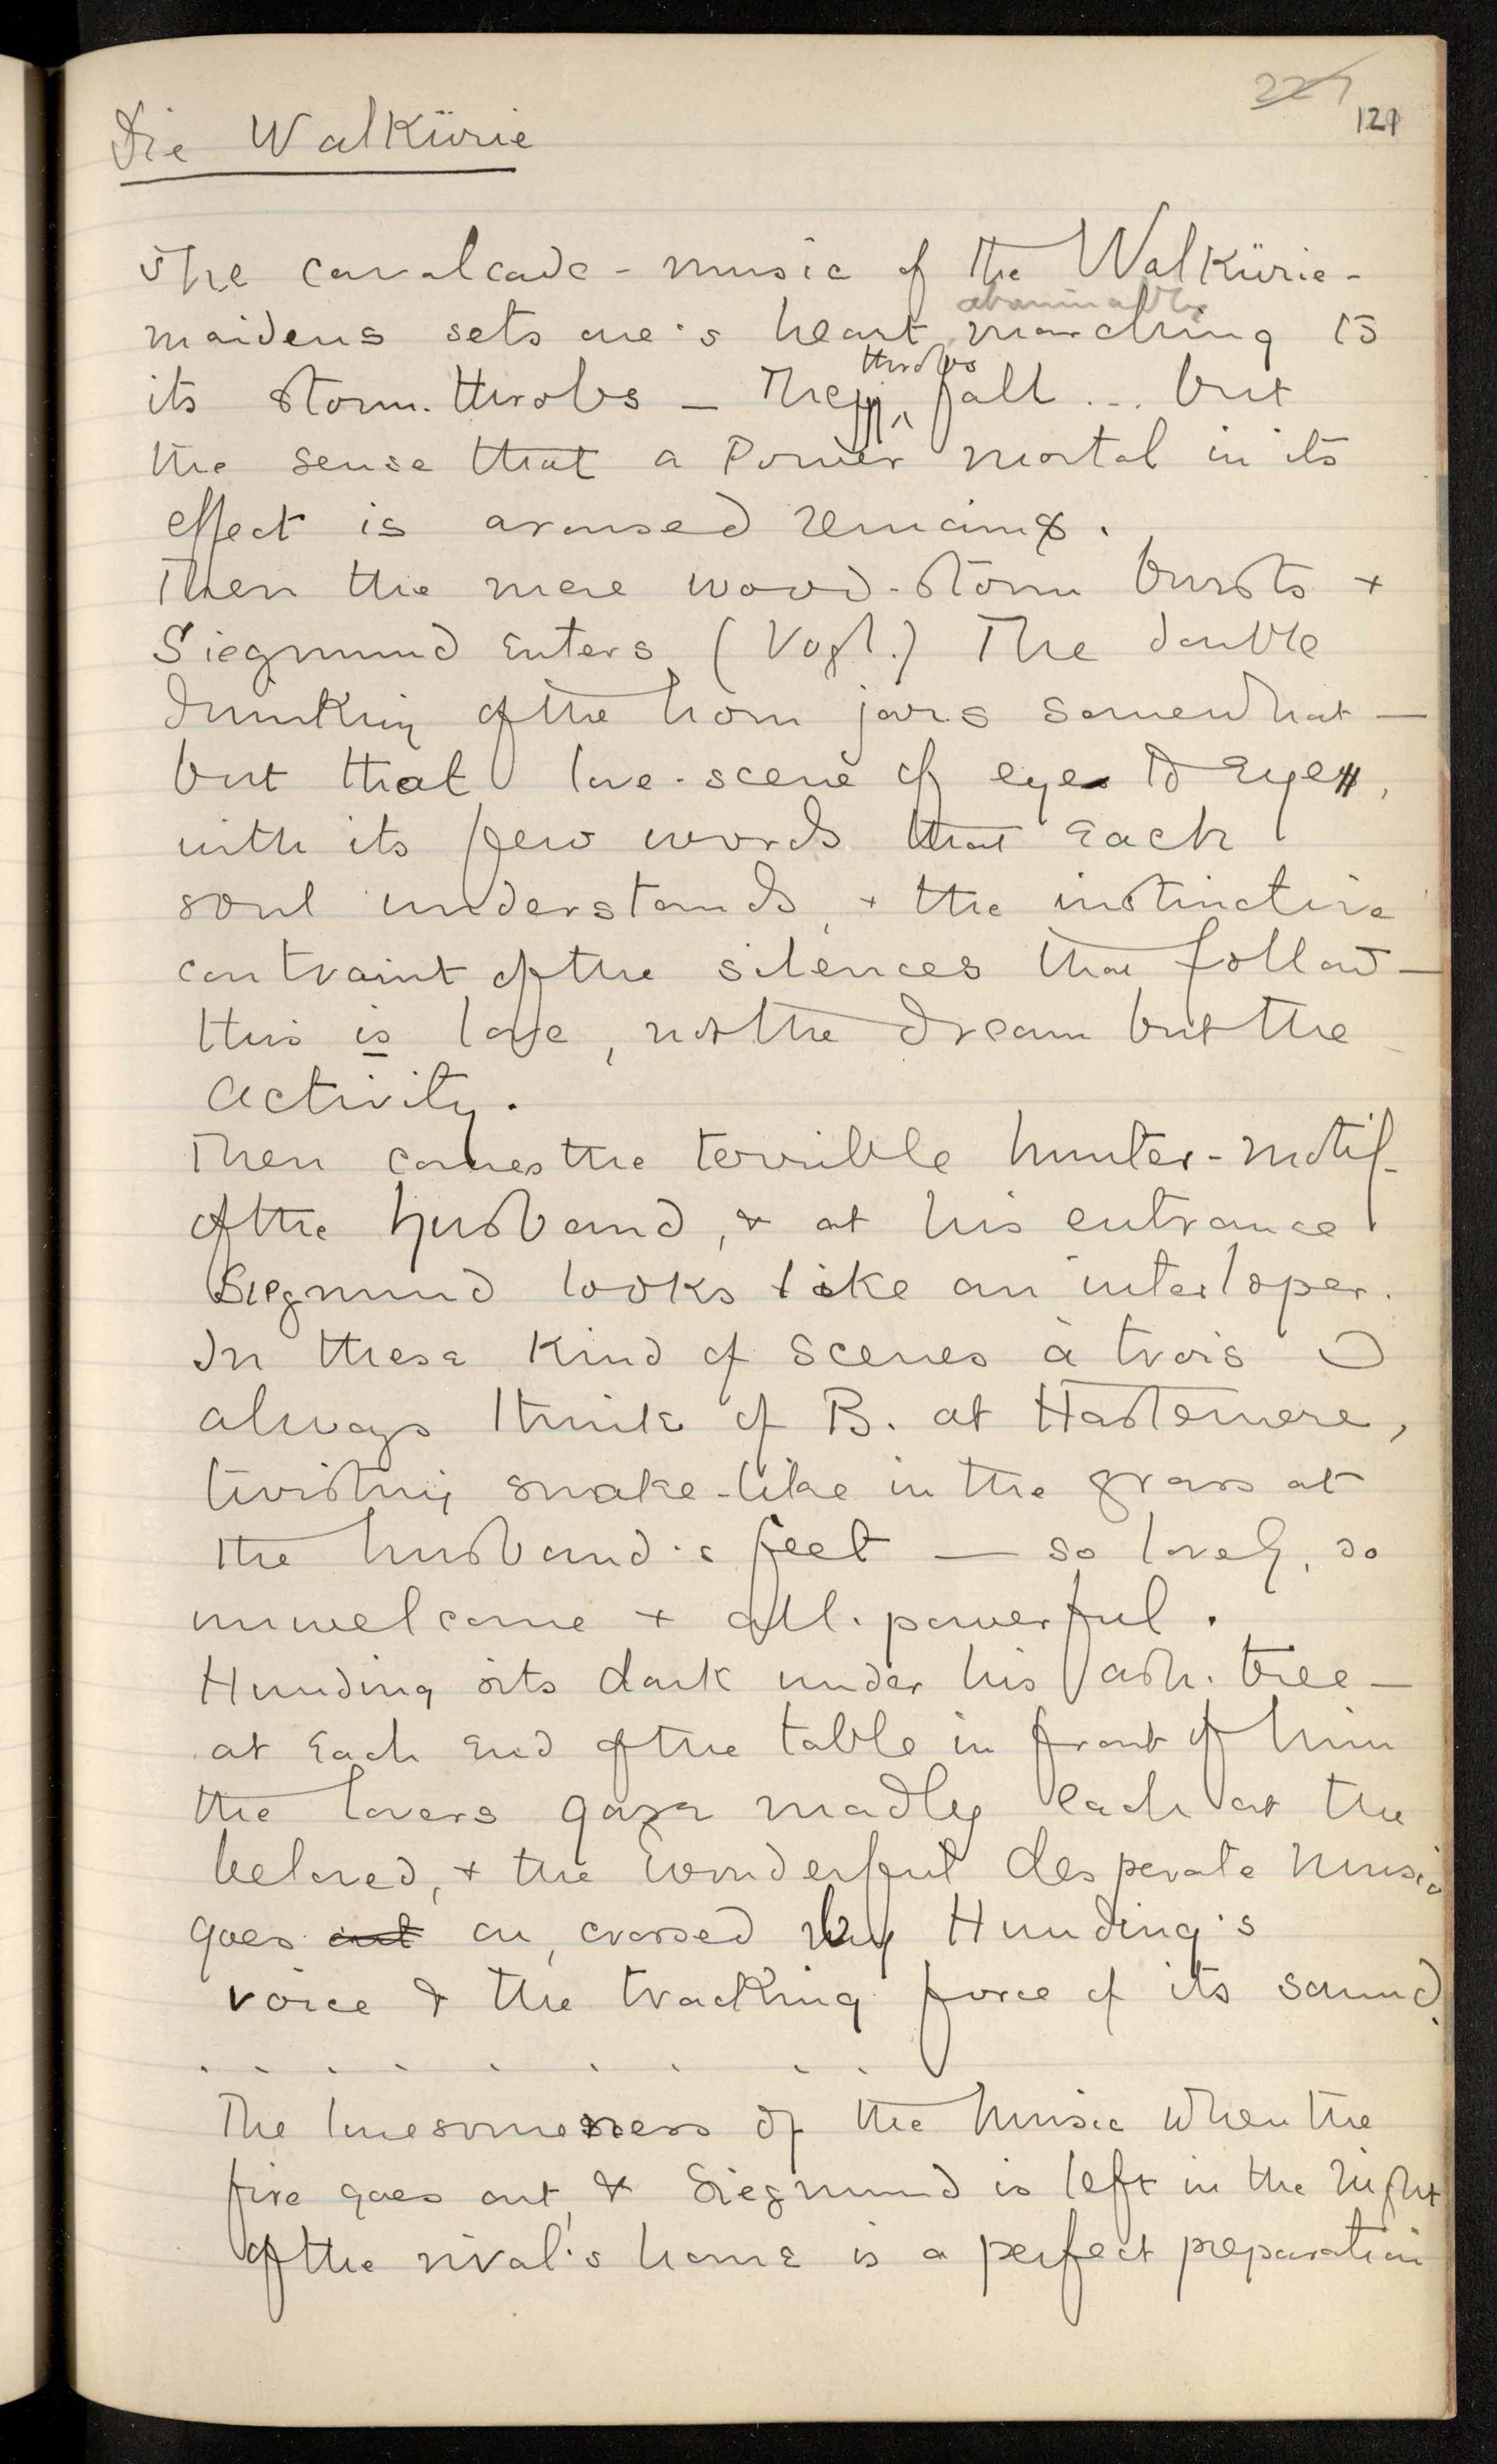 227
121
Die Walkürie
The cavalcade-music of the Walkürie-
abominable
maidens sets one's heart marching to
throbs
its storm-throbs – The fall ... but
the sense that a Power mortal in its
effect is aroused remains.
Then the mere wood-storm bursts +
Siegmund enters (Vogl.) The double
drinking of the horn jars somewhat –
but that love-scene of eyes to eyes,
with its few words that each
soul understands, + the instinctive
contraint of the silences that follow –
this is love, not the dream but the
activity.
Then comes the terrible hunter-motif
of the husband, & at his entrance
Siegmund looks like an interloper.
In these kind of scenes à trois I
always think of B. at Haslemere,
twisting snake-like in the grass at
the husband's feet – so lovely, so
unwelcome + all-powerful.
Hunding sits dark under his ash-tree –
at each end of the table in front of him
the lovers gaze madly each at the
beloved, + the wonderful desperate music
goes out on, crossed by Hunding's
voice & the tracking force of its sound.
. . . . . . . . .
The lonesomeness of the music when the
fire goes out, & Siegmund is left in the night
of the rival's home is a perfect preparation